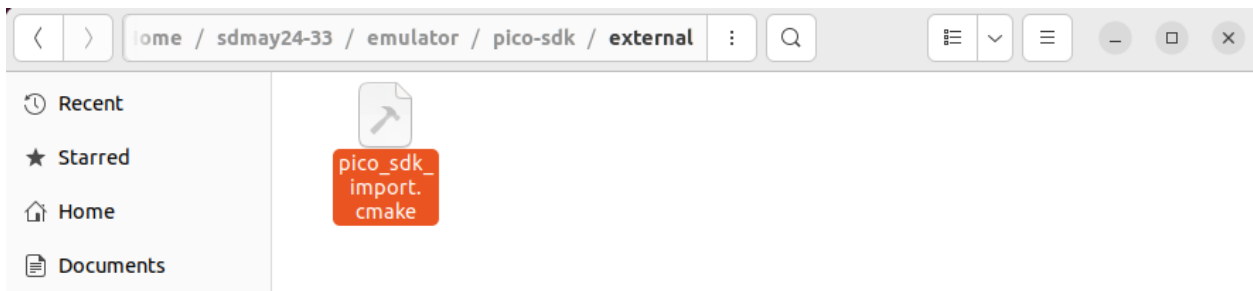 ome / sdmay24-33 / emulator / pico-sdk / external
Recent
Starred
Home
Documents
pico_sdk_
import.
cmake